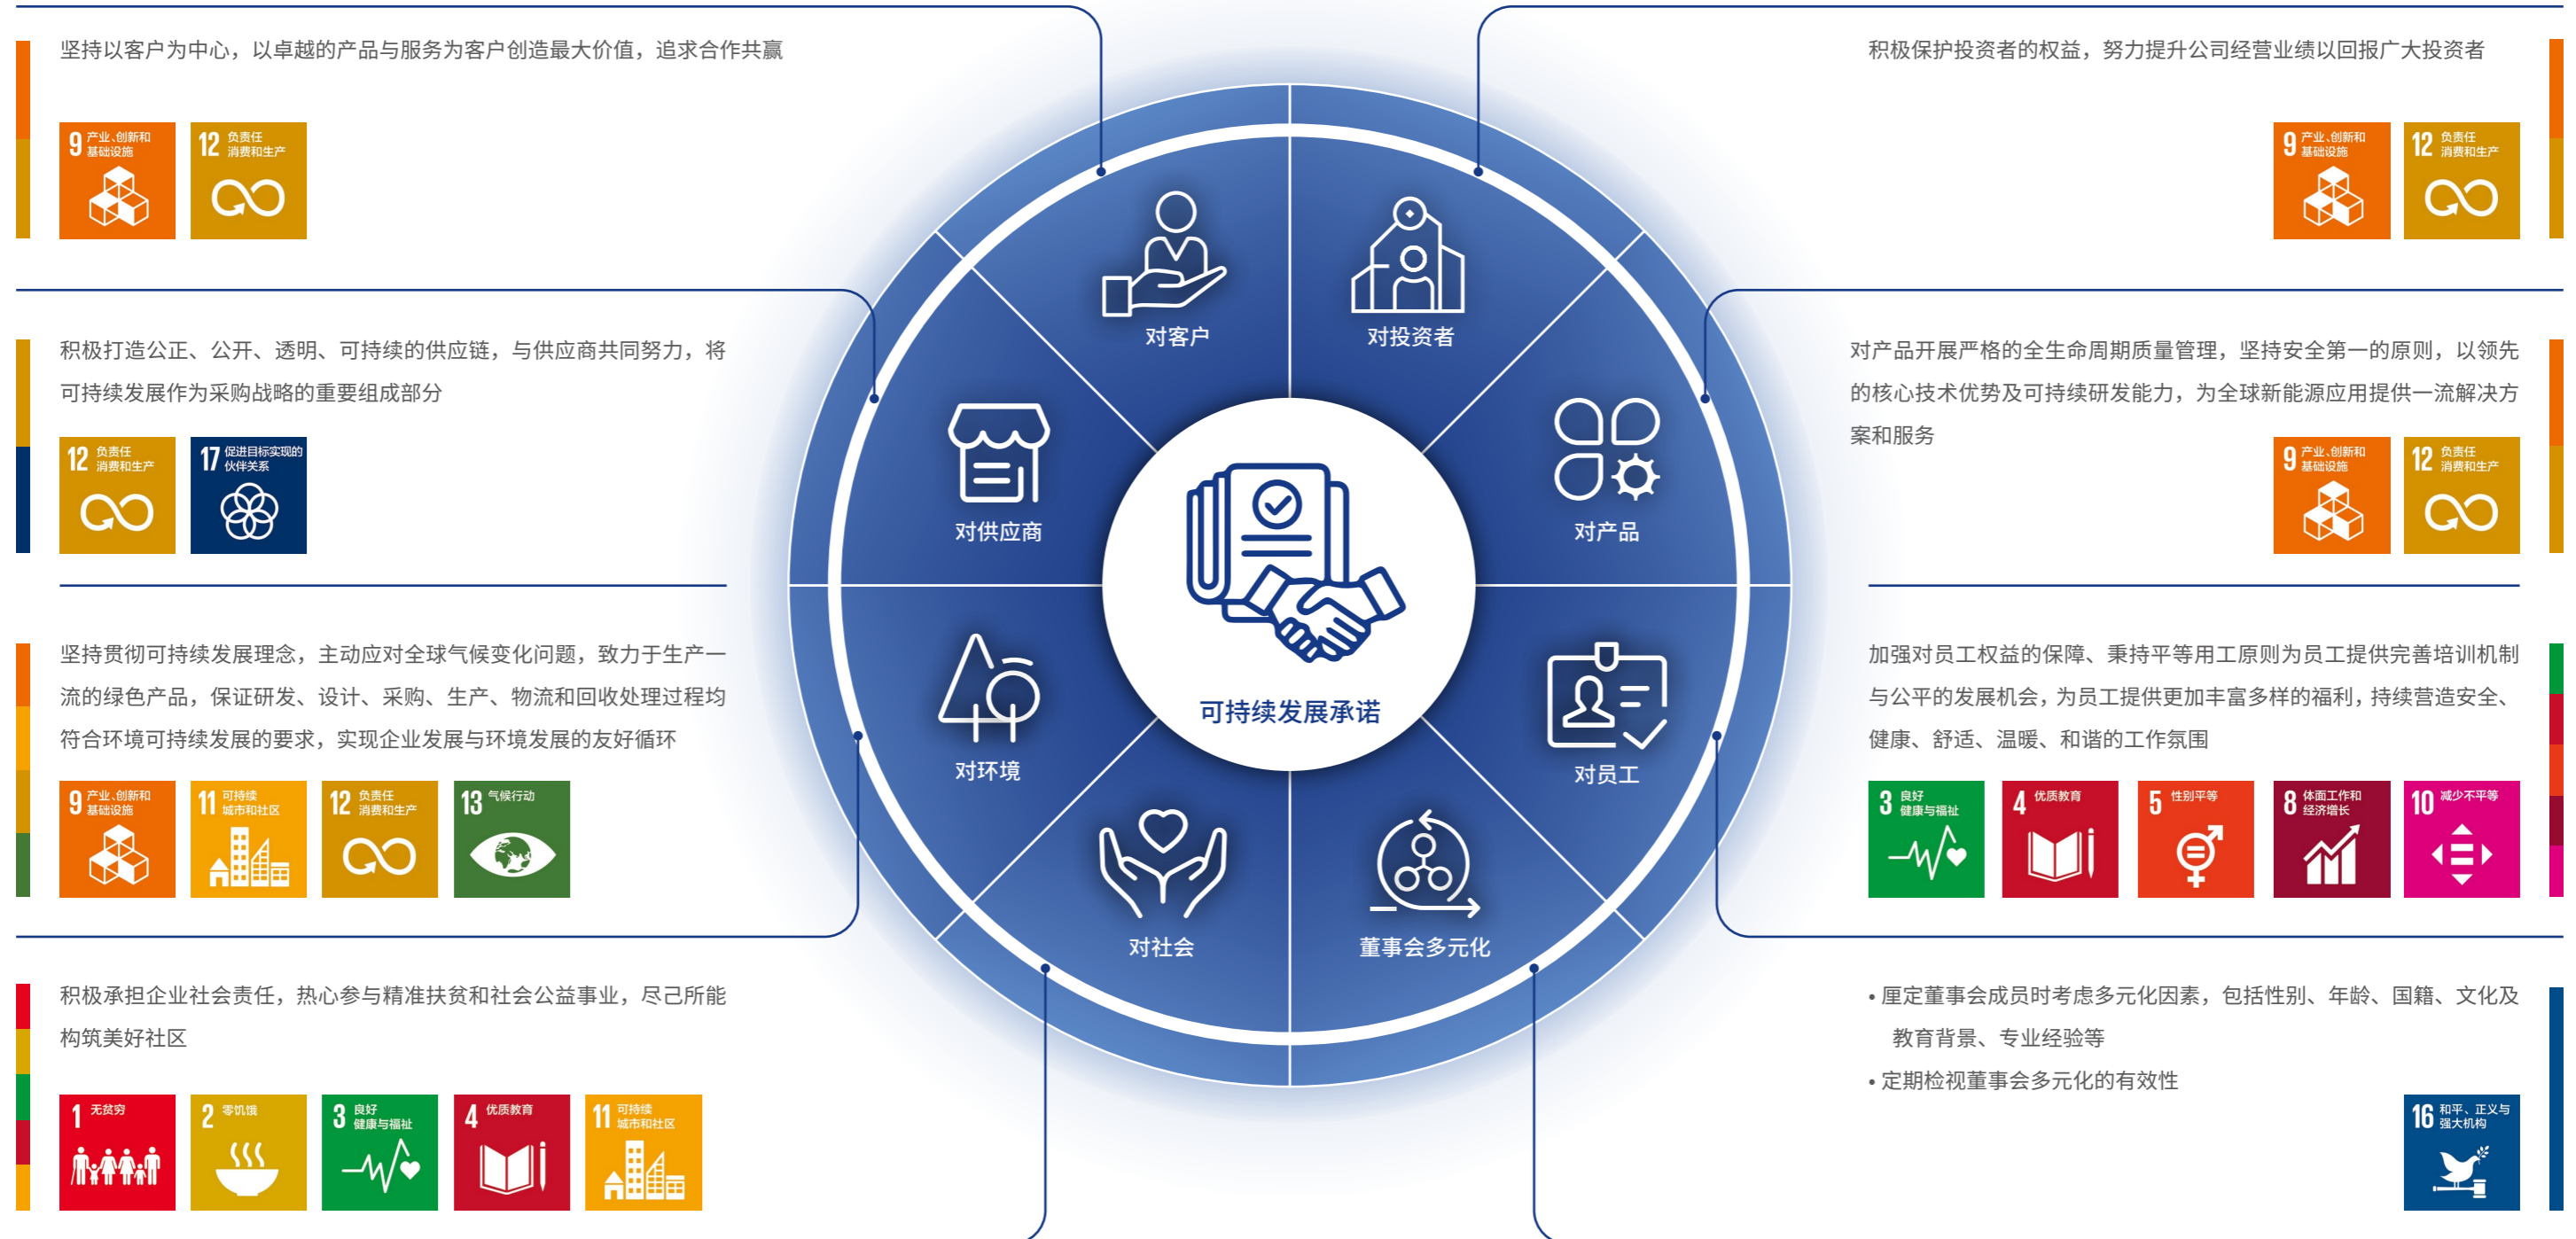 坚持以客户为中心，以卓越的产品与服务为客户创造最大价值，追求合作共赢
9 产业、创新和
基础设施
12 负责任
消费和生产
积极打造公正、公开、透明、可持续的供应链，与供应商共同努力，将
可持续发展作为采购战略的重要组成部分
12 负责任
消费和生产
17 促进目标实现的
伙伴关系
坚持贯彻可持续发展理念，主动应对全球气候变化问题，致力于生产一
流的绿色产品，保证研发、设计、采购、生产、物流和回收处理过程均
符合环境可持续发展的要求，实现企业发展与环境发展的友好循环
9 产业、创新和
基础设施
11 可持续
城市和社区
12 负责任
消费和生产
13 气候行动
积极承担企业社会责任，热心参与精准扶贫和社会公益事业，尽己所能
构筑美好社区
1 无贫穷
2 零饥饿
3 良好
健康与福祉
4 优质教育
11 可持续
城市和社区
对客户
对投资者
对供应商
对产品
可持续发展承诺
对环境
对员工
对社会
董事会多元化
积极保护投资者的权益，努力提升公司经营业绩以回报广大投资者
9 产业、创新和
基础设施
12 负责任
消费和生产
对产品开展严格的全生命周期质量管理，坚持安全第一的原则，以领先
的核心技术优势及可持续研发能力，为全球新能源应用提供一流解决方
案和服务
9 产业、创新和
基础设施
12 负责任
消费和生产
加强对员工权益的保障、秉持平等用工原则为员工提供完善培训机制
与公平的发展机会，为员工提供更加丰富多样的福利，持续营造安全、
健康、舒适、温暖、和谐的工作氛围
3 良好
健康与福祉
4 优质教育
5 性别平等
8 体面工作和
经济增长
10 减少不平等
• 厘定董事会成员时考虑多元化因素，包括性别、年龄、国籍、文化及
教育背景、专业经验等
• 定期检视董事会多元化的有效性
16 和平、正义与
强大机构